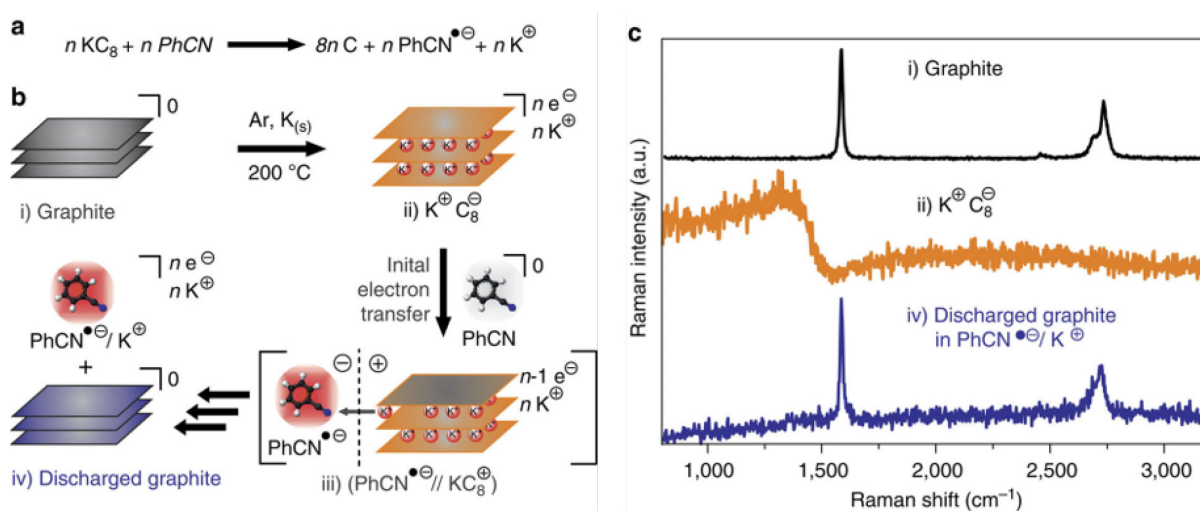 a
n KC₈ + n PhCN → 8n C + n PhCN•⊖ + n K⊕
b
0
Ar, K(s)
200 °C
n e⊖
n K⊕
K⁺ K⁺ K⁺ K⁺
K⁺ K⁺ K⁺ K⁺
i) Graphite
ii) K⊕ C₈⊖
n e⊖
n K⊕
PhCN•⊖/ K⊕
+
Inital
electron
transfer
0
PhCN
0
iv) Discharged graphite
⊖ ⊕
PhCN•⊖
n-1 e⊖
n K⊕
K⁺ K⁺ K⁺ K⁺ K⁺
K⁺ K⁺ K⁺ K⁺
iii) (PhCN•⊖// KC₈⊕)
c
Raman intensity (a.u.)
i) Graphite
ii) K⊕ C₈⊖
iv) Discharged graphite
in PhCN •⊖/ K⊕
1,000 1,500 2,000 2,500 3,000
Raman shift (cm⁻¹)